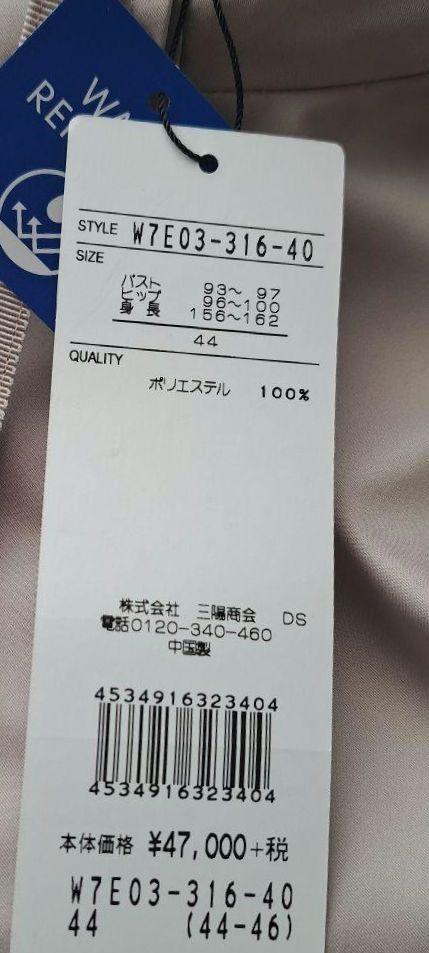 STYLE W7E03-316-40
SIZE
バスト 93～ 97
ヒップ 96～100
身長 156～162
44
QUALITY
ポリエステル 100%
株式会社 三陽商会 DS
電話0120-340-460
中国製
4534916323404
4534916323404
本体価格 ¥47,000+税
W7E03-316-40
44 (44-46)